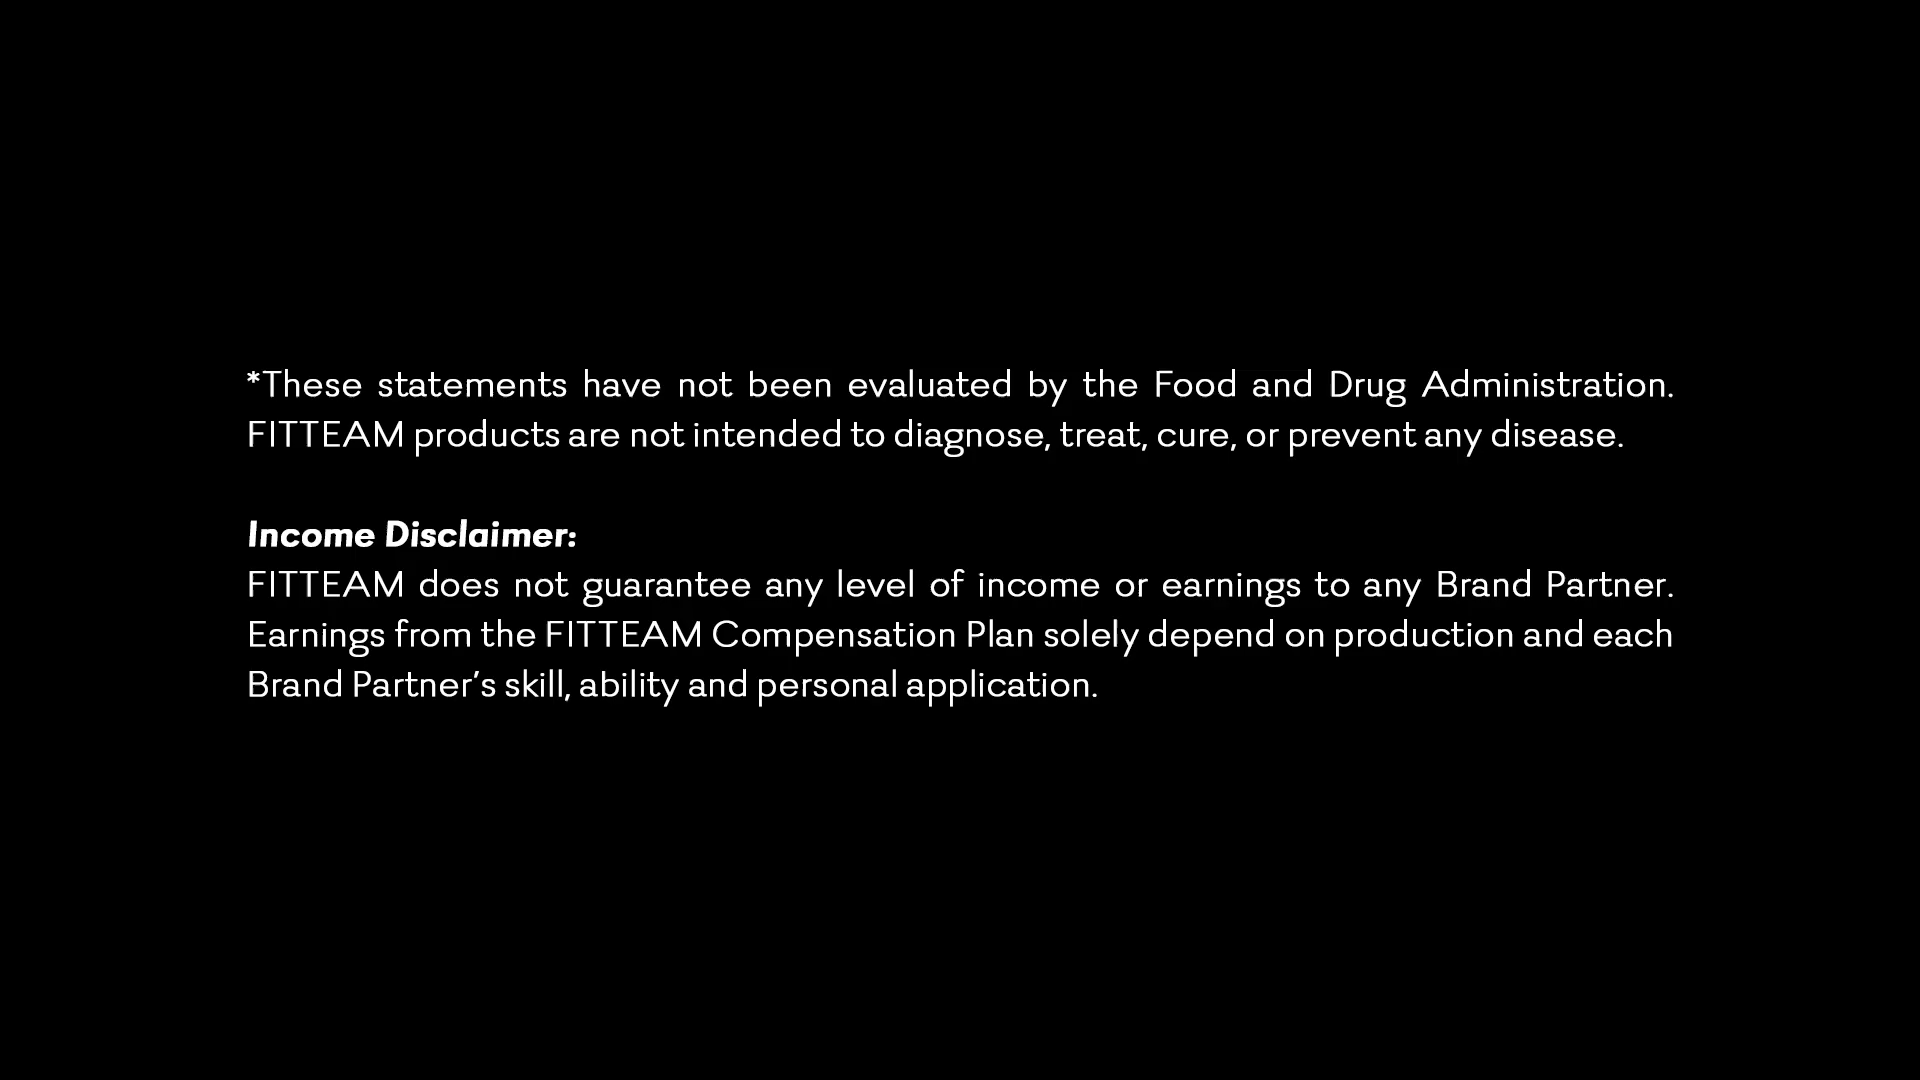 *These statements have not been evaluated by the Food and Drug Administration.
FITTEAM products are not intended to diagnose, treat, cure, or prevent any disease.
Income Disclaimer:
FITTEAM does not guarantee any level of income or earnings to any Brand Partner.
Earnings from the FITTEAM Compensation Plan solely depend on production and each
Brand Partner’s skill, ability and personal application.